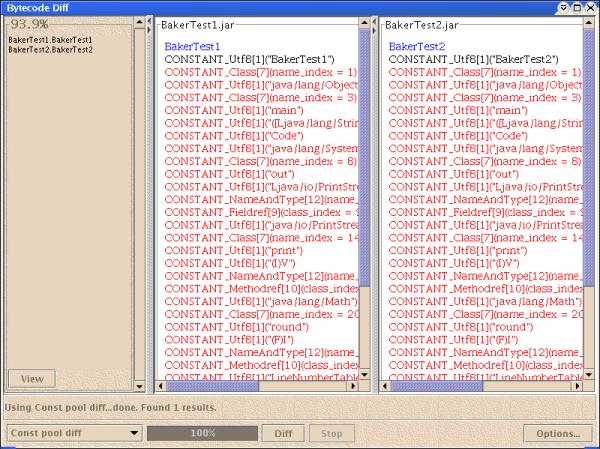 Bytecode Diff
93.9%
BakerTest1.BakerTest1
BakerTest2.BakerTest2
View
BakerTest1.jar
BakerTest1
CONSTANT_Utf8[1]("BakerTest1")
CONSTANT_Class[7](name_index = 1)
CONSTANT_Utf8[1]("java/lang/Object
CONSTANT_Class[7](name_index = 3)
CONSTANT_Utf8[1]("main")
CONSTANT_Utf8[1]("([Ljava/lang/Strin
CONSTANT_Utf8[1]("Code")
CONSTANT_Utf8[1]("java/lang/System
CONSTANT_Class[7](name_index = 8)
CONSTANT_Utf8[1]("out")
CONSTANT_Utf8[1]("Ljava/io/PrintStre
CONSTANT_NameAndType[12](name_
CONSTANT_Fieldref[9](class_index = 9
CONSTANT_Utf8[1]("java/io/PrintStrea
CONSTANT_Class[7](name_index = 14
CONSTANT_Utf8[1]("print")
CONSTANT_Utf8[1]("(I)V")
CONSTANT_NameAndType[12](name_
CONSTANT_Methodref[10](class_index
CONSTANT_Utf8[1]("java/lang/Math")
CONSTANT_Class[7](name_index = 20
CONSTANT_Utf8[1]("round")
CONSTANT_Utf8[1]("(F)I")
CONSTANT_NameAndType[12](name_
CONSTANT_Methodref[10](class_index
CONSTANT_Utf8[1]("LineNumberTable
BakerTest2.jar
BakerTest2
CONSTANT_Utf8[1]("BakerTest2")
CONSTANT_Class[7](name_index = 1)
CONSTANT_Utf8[1]("java/lang/Object
CONSTANT_Class[7](name_index = 3)
CONSTANT_Utf8[1]("main")
CONSTANT_Utf8[1]("([Ljava/lang/Strin
CONSTANT_Utf8[1]("Code")
CONSTANT_Utf8[1]("java/lang/System
CONSTANT_Class[7](name_index = 8)
CONSTANT_Utf8[1]("out")
CONSTANT_Utf8[1]("Ljava/io/PrintStre
CONSTANT_NameAndType[12](name_
CONSTANT_Fieldref[9](class_index = 9
CONSTANT_Utf8[1]("java/io/PrintStrea
CONSTANT_Class[7](name_index = 14
CONSTANT_Utf8[1]("print")
CONSTANT_Utf8[1]("(I)V")
CONSTANT_NameAndType[12](name_
CONSTANT_Methodref[10](class_index
CONSTANT_Utf8[1]("java/lang/Math")
CONSTANT_Class[7](name_index = 20
CONSTANT_Utf8[1]("round")
CONSTANT_Utf8[1]("(F)I")
CONSTANT_NameAndType[12](name_
CONSTANT_Methodref[10](class_index
CONSTANT_Utf8[1]("LineNumberTable
Using Const pool diff...done. Found 1 results.
Const pool diff
100%
Diff
Stop
Options...